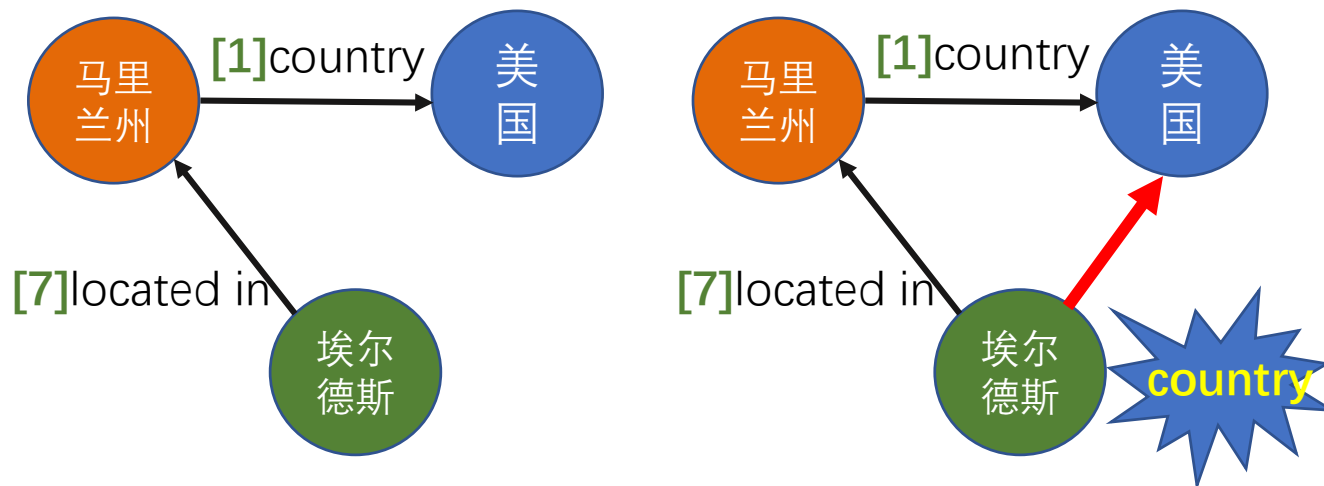 [1]country
马里
兰州
美
国
[7]located in
埃尔
德斯
[1]country
马里
兰州
美
国
[7]located in
埃尔
德斯
country